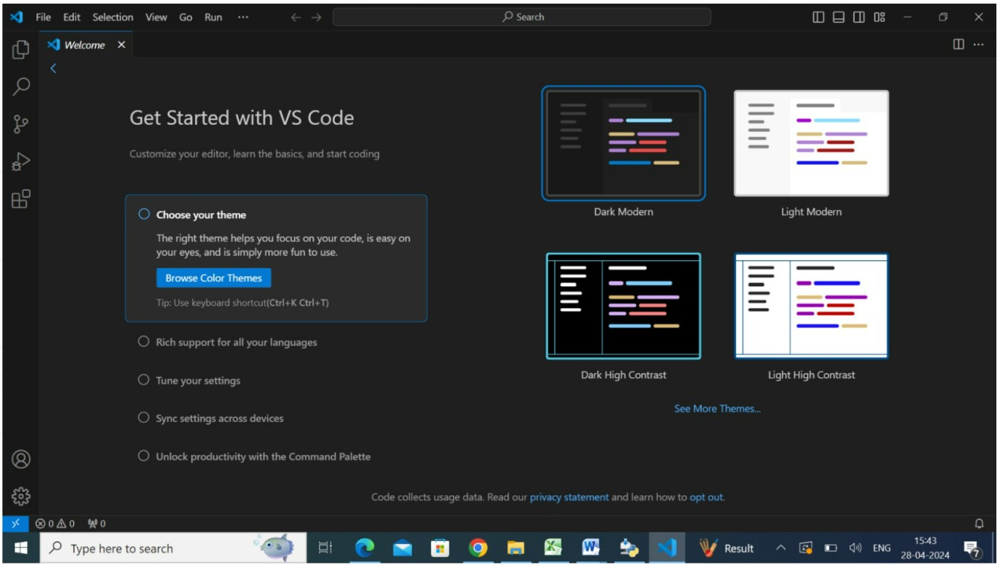 File Edit Selection View Go Run ···
Search
Welcome
Get Started with VS Code
Customize your editor, learn the basics, and start coding
Choose your theme
The right theme helps you focus on your code, is easy on
your eyes, and is simply more fun to use.
Browse Color Themes
Tip: Use keyboard shortcut(Ctrl+K Ctrl+T)
Rich support for all your languages
Tune your settings
Sync settings across devices
Unlock productivity with the Command Palette
Dark Modern
Light Modern
Dark High Contrast
Light High Contrast
See More Themes...
Code collects usage data. Read our privacy statement and learn how to opt out.
0 0 0
Type here to search
Result
ENG
15:43
28-04-2024
7